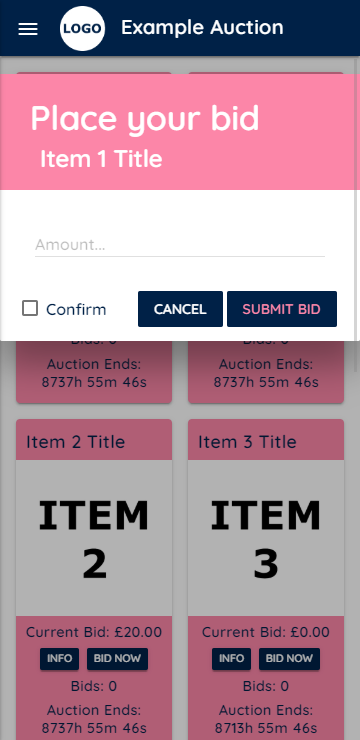 LOGO Example Auction
Place your bid
Item 1 Title
Amount...
Confirm CANCEL SUBMIT BID
Bids: 0 Bids: 0
Auction Ends: Auction Ends:
8737h 55m 46s 8737h 55m 46s
Item 2 Title Item 3 Title
ITEM ITEM
2 3
Current Bid: £20.00 Current Bid: £0.00
INFO BID NOW INFO BID NOW
Bids: 0 Bids: 0
Auction Ends: Auction Ends:
8737h 55m 46s 8713h 55m 46s